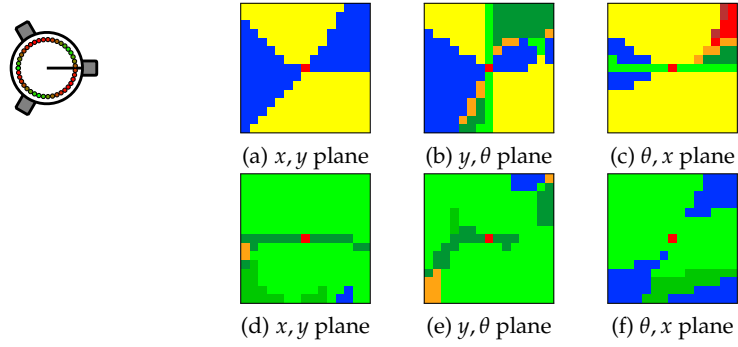 (a) x, y plane (b) y, θ plane (c) θ, x plane
(d) x, y plane (e) y, θ plane (f) θ, x plane